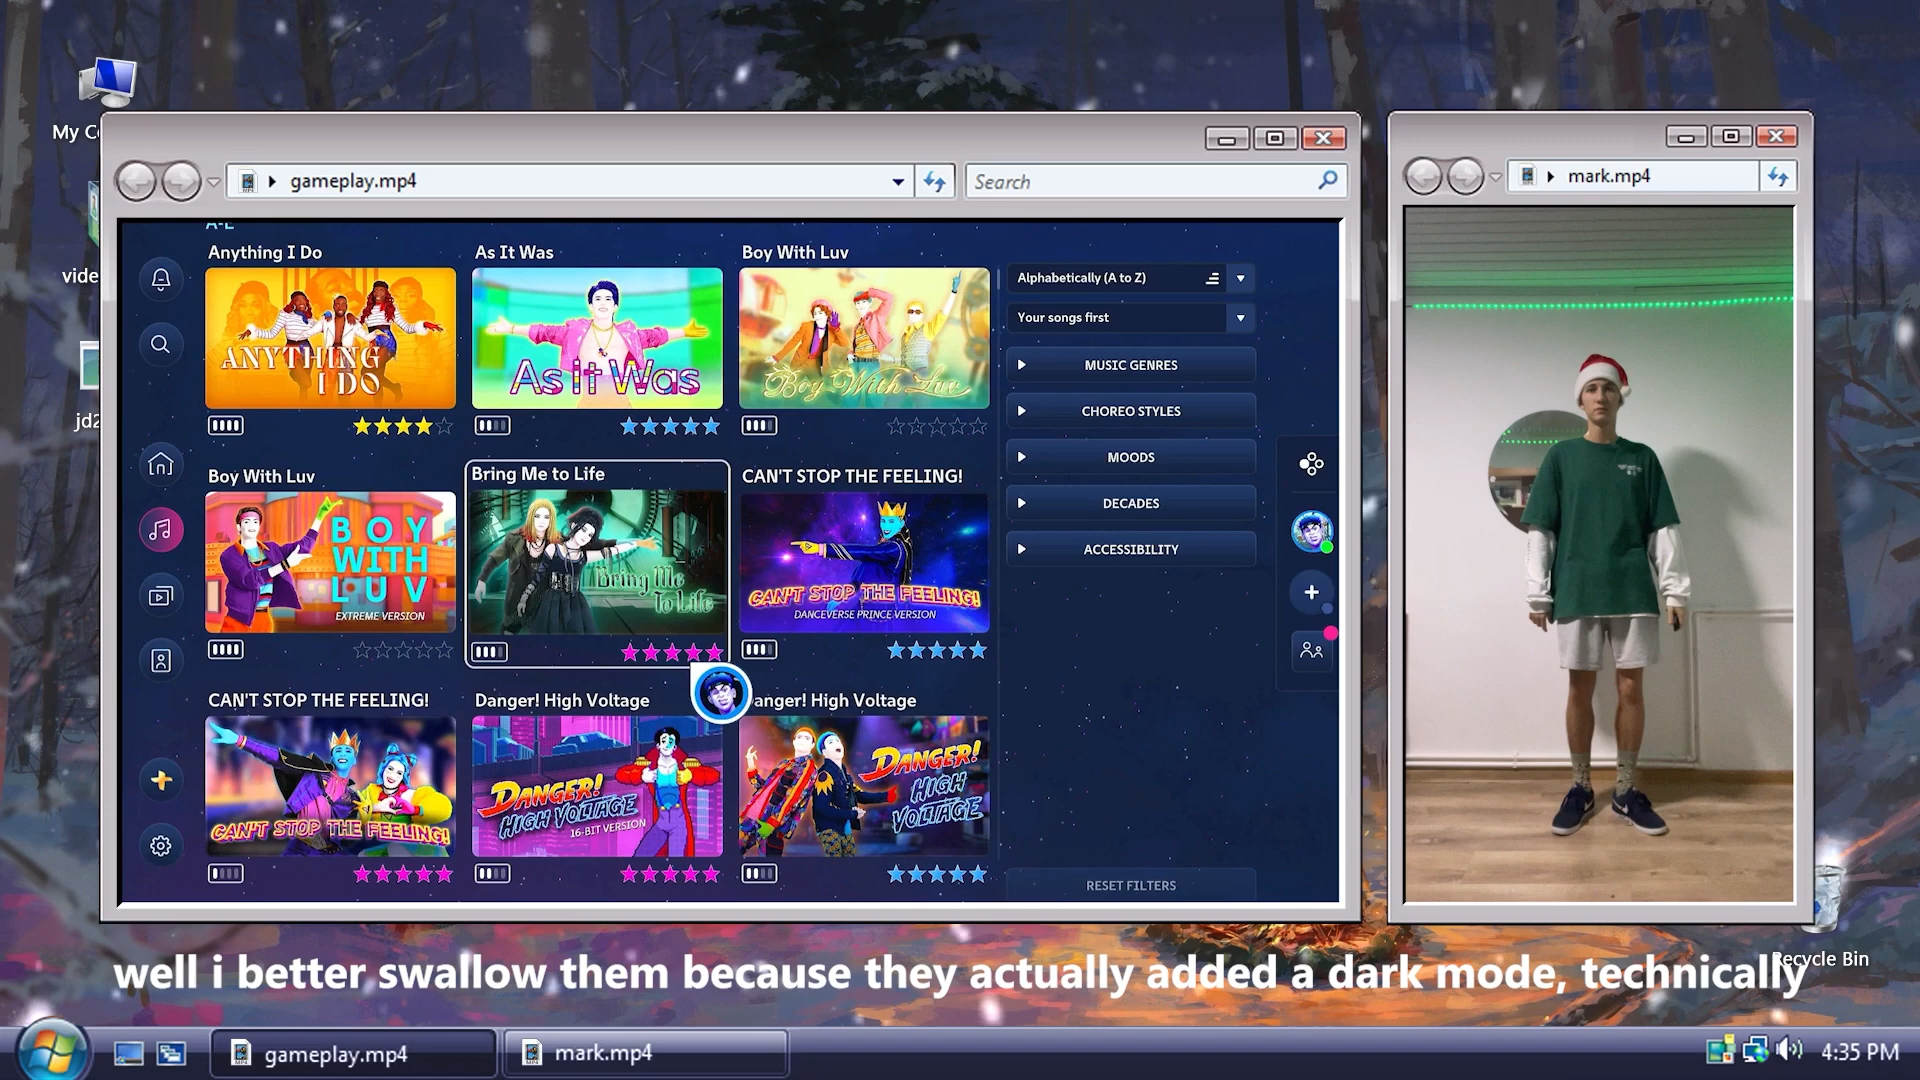 My C
gameplay.mp4
Search
mark.mp4
A-L
Anything I Do
As It Was
Boy With Luv
ANYTHING
I DO
As it Was
Boy With Luv
Alphabetically (A to Z)
Your songs first
MUSIC GENRES
CHOREO STYLES
MOODS
DECADES
ACCESSIBILITY
vide
jd2
Boy With Luv
Bring Me to Life
CAN'T STOP THE FEELING!
BOY
WITH
LUV
EXTREME VERSION
Bring Me
To Life
CAN'T STOP THE FEELING!
DANCEVERSE PRINCE VERSION
CAN'T STOP THE FEELING!
Danger! High Voltage
anger! High Voltage
CAN'T STOP THE FEELING!
DANGER!
HIGH VOLTAGE
16-BIT VERSION
DANGER!
HIGH
VOLTAGE
RESET FILTERS
Recycle Bin
well i better swallow them because they actually added a dark mode, technically
gameplay.mp4
mark.mp4
4:35 PM